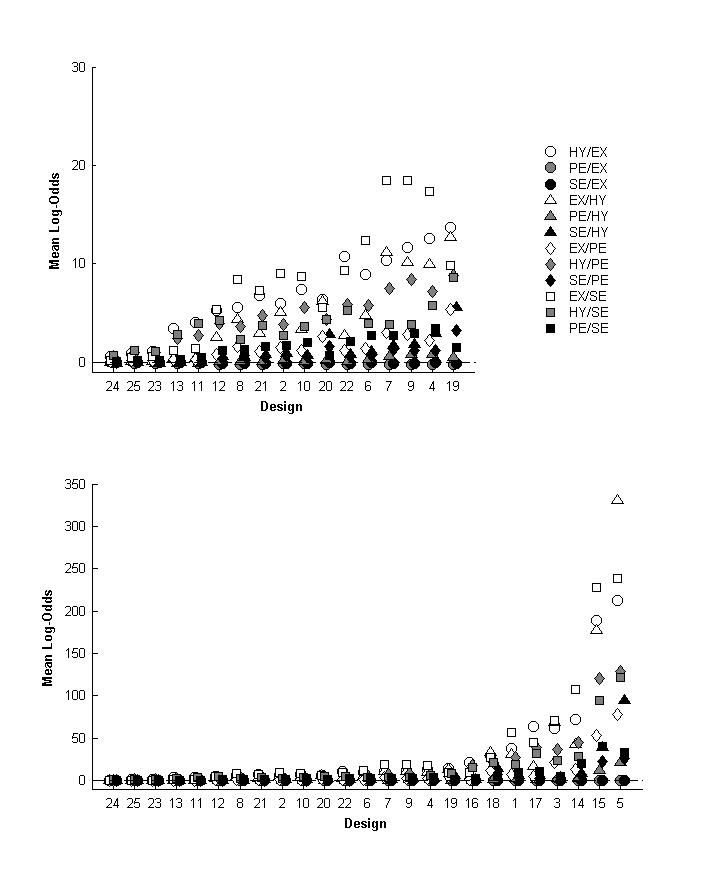 30
20
10
0
Mean Log-Odds
24 25 23 13 11 12 8 21 2 10 20 22 6 7 9 4 19
Design
HY/EX
PE/EX
SE/EX
EX/HY
PE/HY
SE/HY
EX/PE
HY/PE
SE/PE
EX/SE
HY/SE
PE/SE
350
300
250
200
150
100
50
0
Mean Log-Odds
24 25 23 13 11 12 8 21 2 10 20 22 6 7 9 4 19 16 18 1 17 3 14 15 5
Design